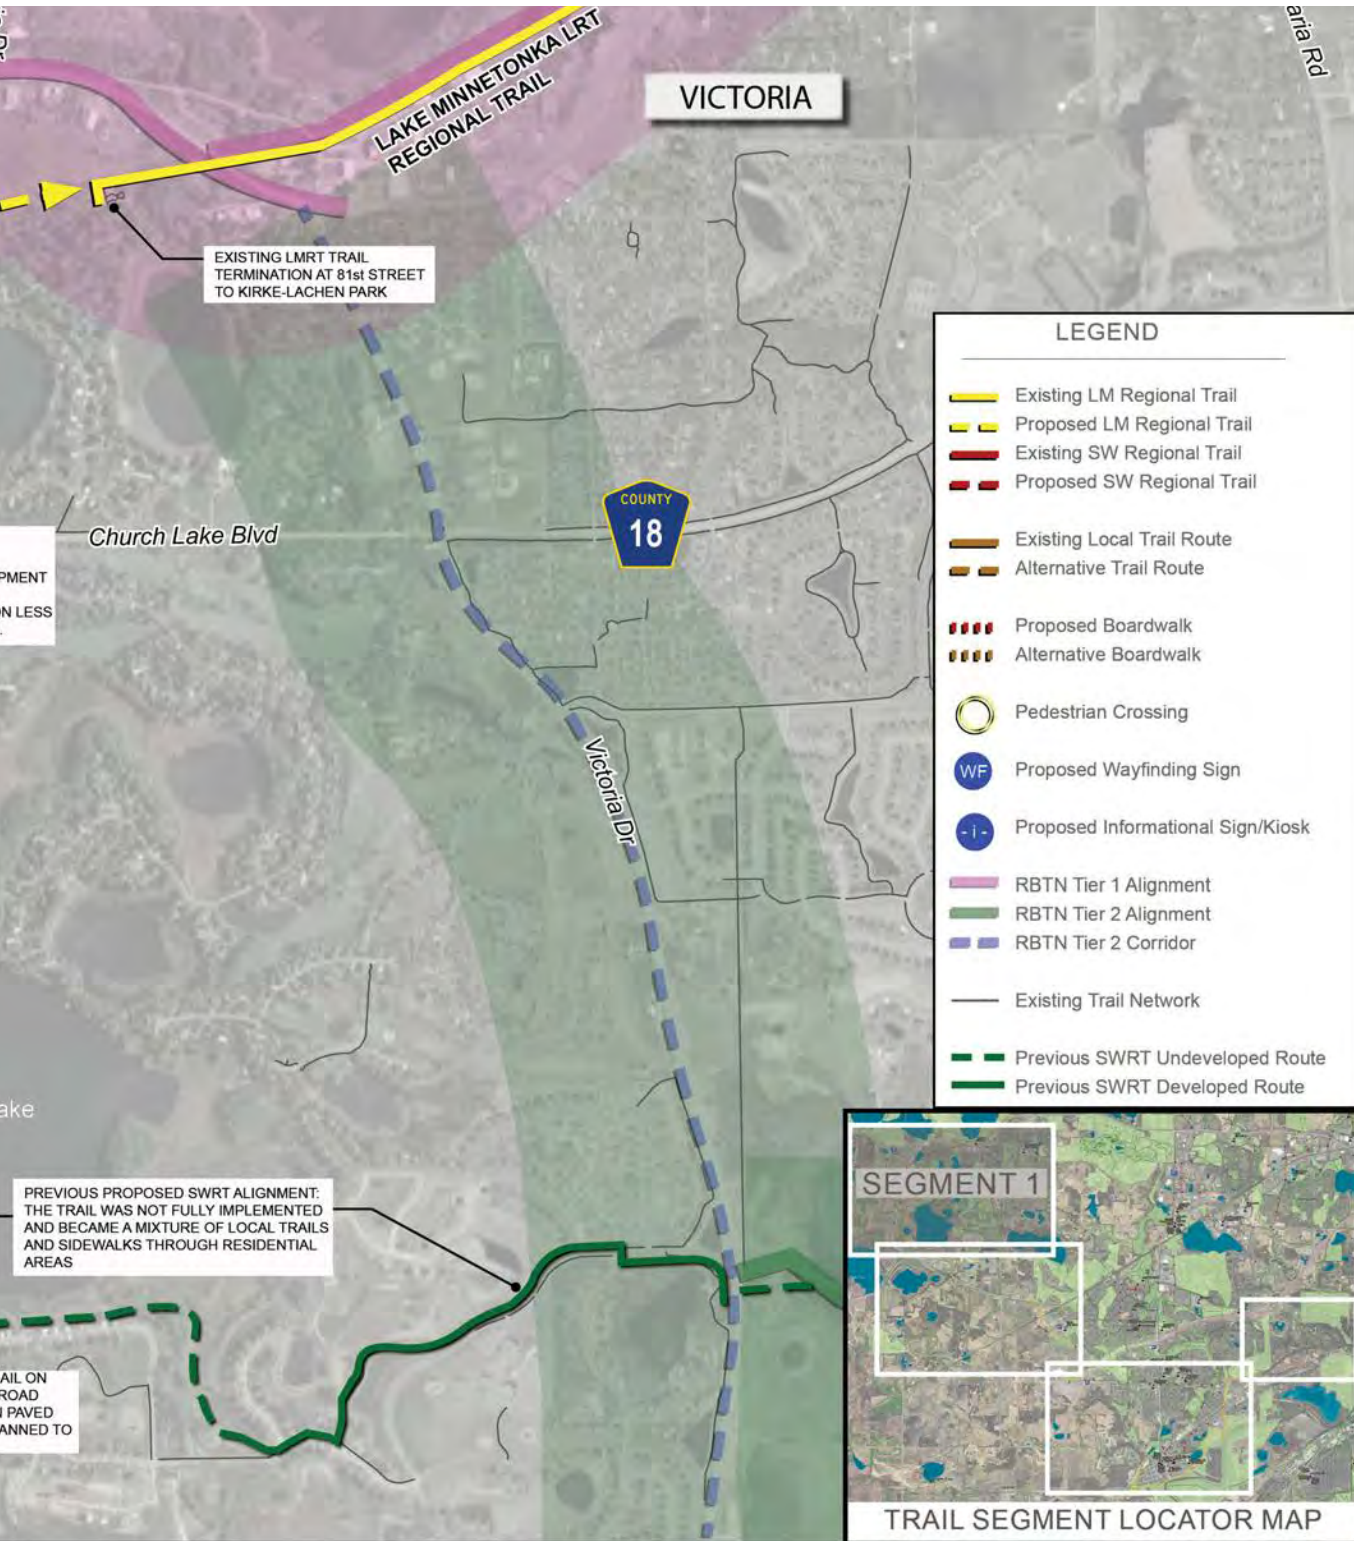 aria Rd
LAKE MINNETONKA LRT
REGIONAL TRAIL
VICTORIA
EXISTING LMRT TRAIL
TERMINATION AT 81st STREET
TO KIRKE-LACHEN PARK
COUNTY
18
Church Lake Blvd
PMENT
ON LESS
Victoria Dr
ake
PREVIOUS PROPOSED SWRT ALIGNMENT:
THE TRAIL WAS NOT FULLY IMPLEMENTED
AND BECAME A MIXTURE OF LOCAL TRAILS
AND SIDEWALKS THROUGH RESIDENTIAL
AREAS
AIL ON
ROAD
N PAVED
ANNED TO
LEGEND
Existing LM Regional Trail
Proposed LM Regional Trail
Existing SW Regional Trail
Proposed SW Regional Trail
Existing Local Trail Route
Alternative Trail Route
Proposed Boardwalk
Alternative Boardwalk
Pedestrian Crossing
WF Proposed Wayfinding Sign
- i - Proposed Informational Sign/Kiosk
RBTN Tier 1 Alignment
RBTN Tier 2 Alignment
RBTN Tier 2 Corridor
Existing Trail Network
Previous SWRT Undeveloped Route
Previous SWRT Developed Route
SEGMENT 1
TRAIL SEGMENT LOCATOR MAP